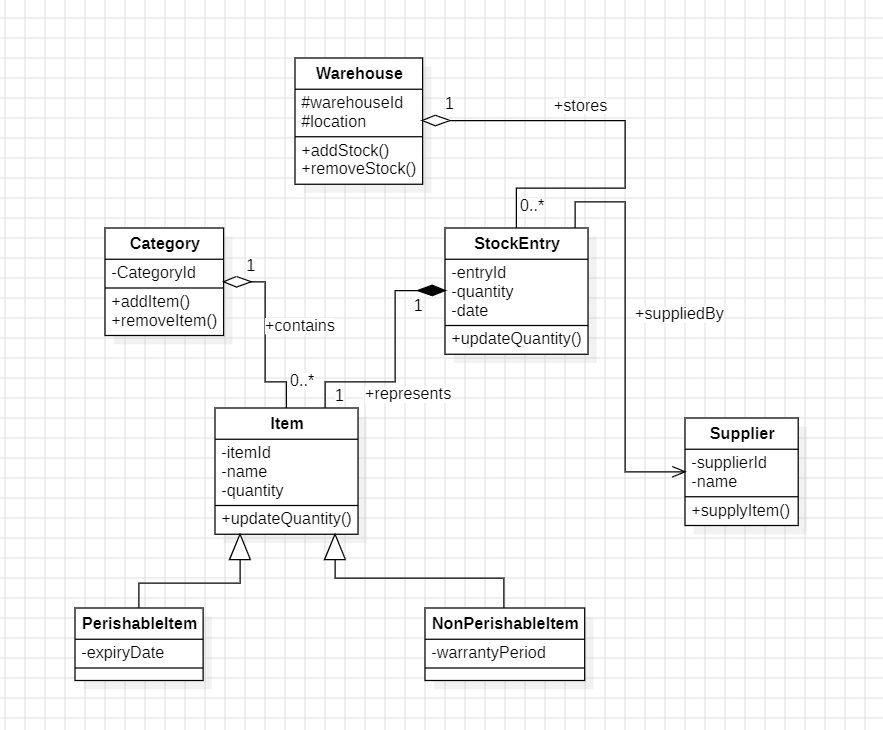 Warehouse
#warehouseId
#location
+addStock()
+removeStock()
1
+stores
0..*
Category
-CategoryId
+addItem()
+removeItem()
1
+contains
0..*
StockEntry
-entryId
-quantity
-date
+updateQuantity()
1
+represents
1
+suppliedBy
Item
-itemId
-name
-quantity
+updateQuantity()
Supplier
-supplierId
-name
+supplyItem()
PerishableItem
-expiryDate
NonPerishableItem
-warrantyPeriod